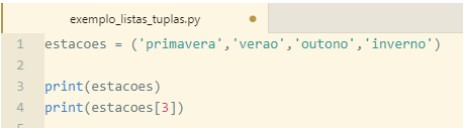 exemplo_listas_tuplas.py
1 estacoes = ('primavera','verao','outono','inverno')
2
3 print(estacoes)
4 print(estacoes[3])
5